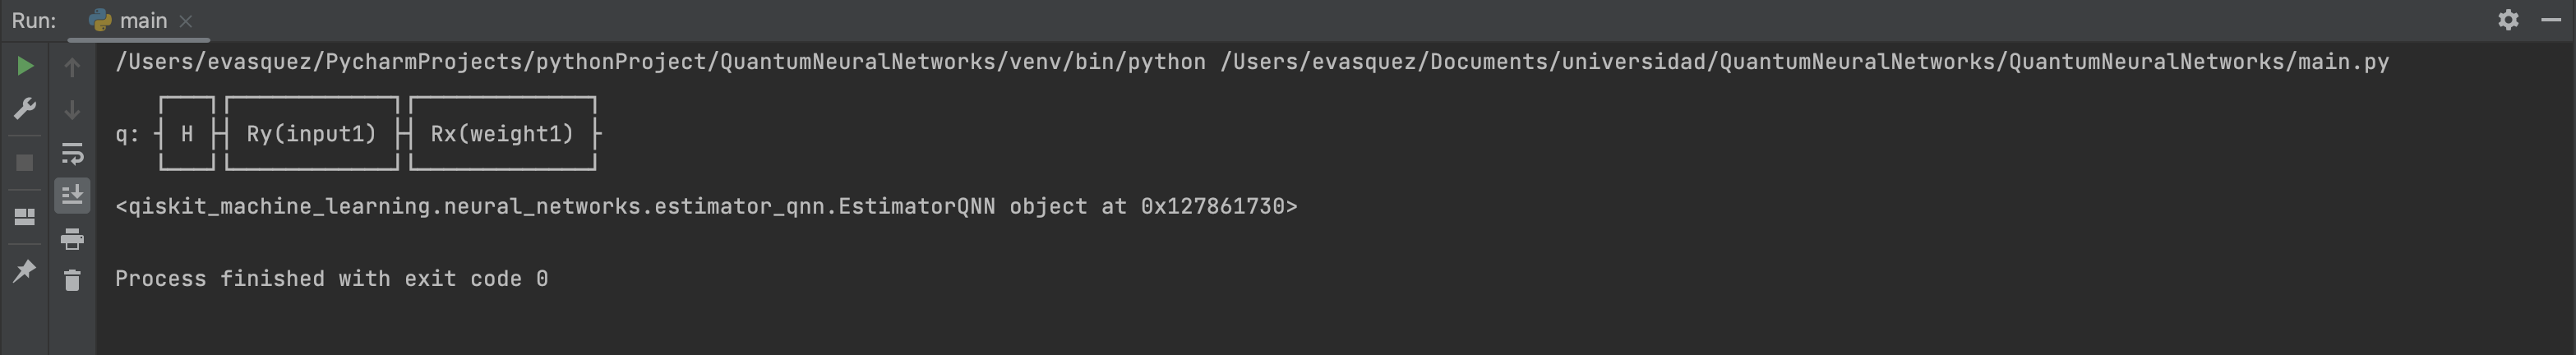 Run: main
/Users/evasquez/PycharmProjects/pythonProject/QuantumNeuralNetworks/venv/bin/python /Users/evasquez/Documents/universidad/QuantumNeuralNetworks/QuantumNeuralNetworks/main.py
q: ┤ H ├┤ Ry(input1) ├┤ Rx(weight1) ├
<qiskit_machine_learning.neural_networks.estimator_qnn.EstimatorQNN object at 0x127861730>
Process finished with exit code 0